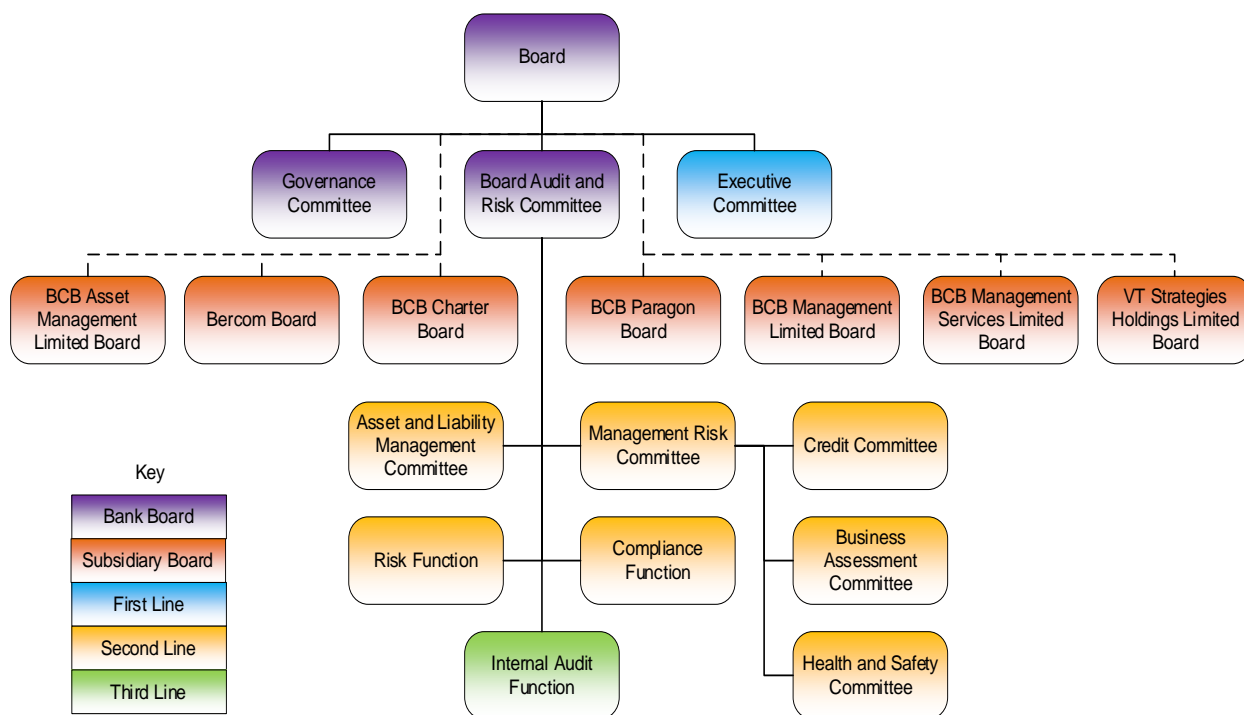 Board
Governance
Committee
Board Audit and
Risk Committee
Executive
Committee
BCB Asset
Management
Limited Board
Bercom Board
BCB Charter
Board
BCB Paragon
Board
BCB Management
Limited Board
BCB Management
Services Limited
Board
VT Strategies
Holdings Limited
Board
Asset and Liability
Management
Committee
Management Risk
Committee
Credit Committee
Risk Function
Compliance
Function
Business
Assessment
Committee
Internal Audit
Function
Health and Safety
Committee
Key
Bank Board
Subsidiary Board
First Line
Second Line
Third Line